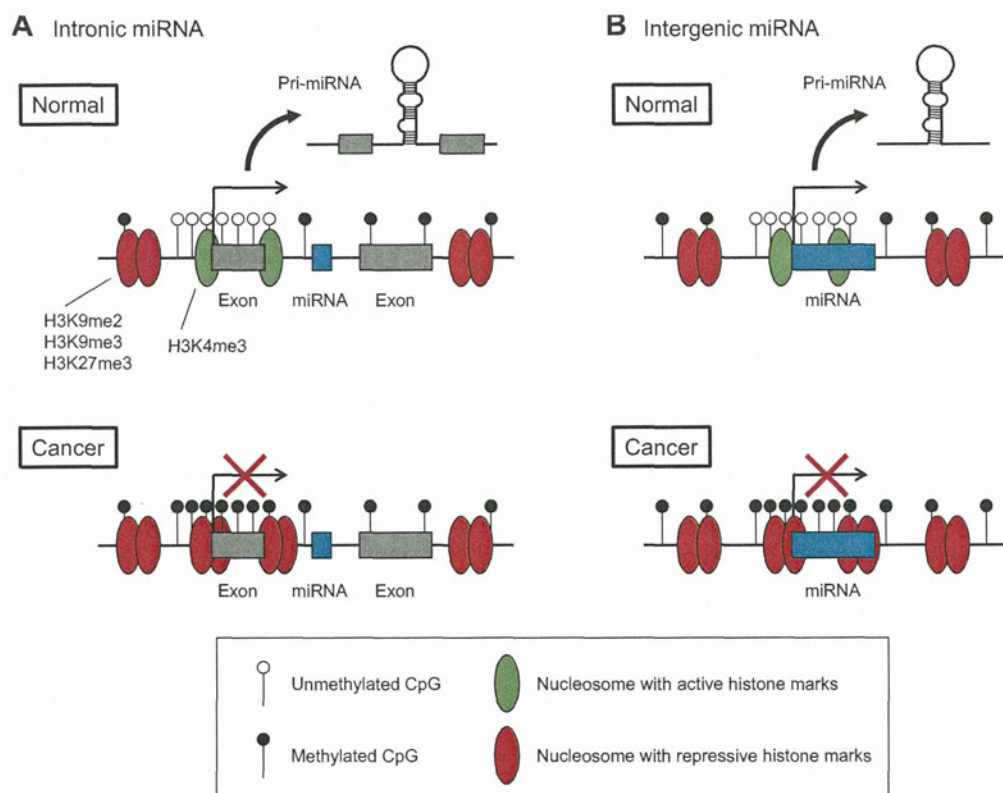 A Intronic miRNA
Normal
Pri-miRNA
Exon
miRNA
Exon
H3K9me2
H3K9me3
H3K27me3
H3K4me3
Cancer
Exon
miRNA
Exon
B Intergenic miRNA
Normal
Pri-miRNA
miRNA
Cancer
miRNA
Unmethylated CpG
Nucleosome with active histone marks
Methylated CpG
Nucleosome with repressive histone marks